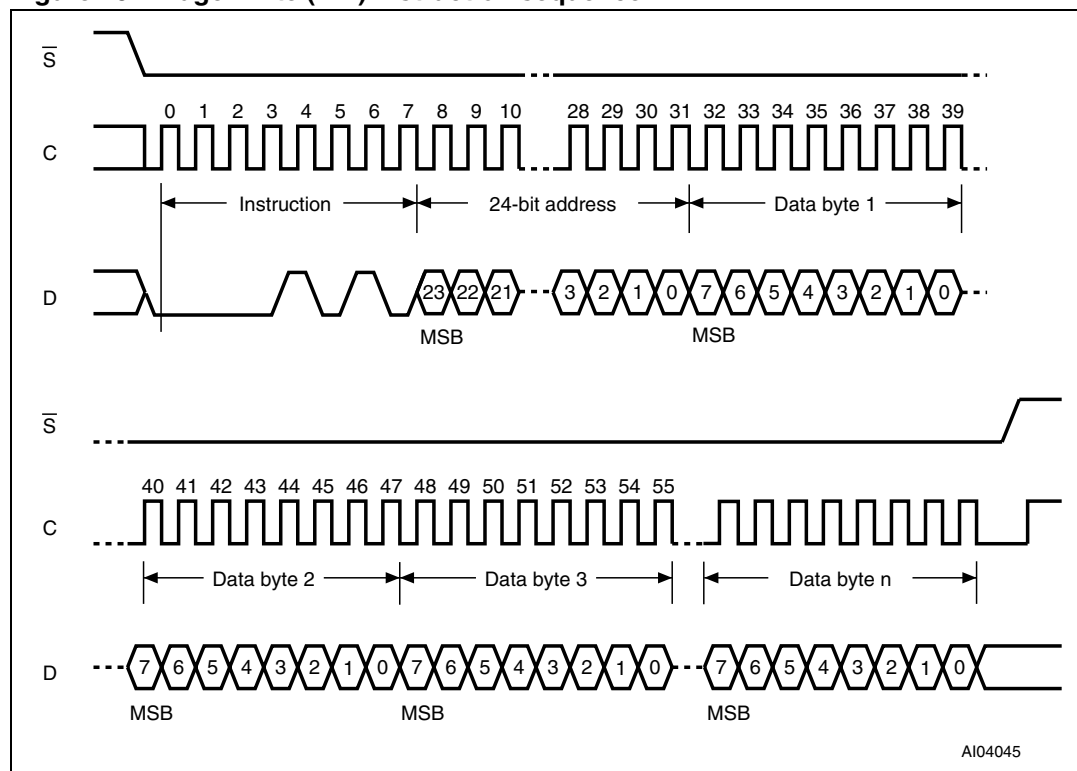 S
0 1 2 3 4 5 6 7 8 9 10 28 29 30 31 32 33 34 35 36 37 38 39
C
Instruction 24-bit address Data byte 1
D 23 22 21 3 2 1 0 7 6 5 4 3 2 1 0
MSB MSB
S
40 41 42 43 44 45 46 47 48 49 50 51 52 53 54 55
C
Data byte 2 Data byte 3 Data byte n
D 7 6 5 4 3 2 1 0 7 6 5 4 3 2 1 0 7 6 5 4 3 2 1 0
MSB MSB MSB
AI04045